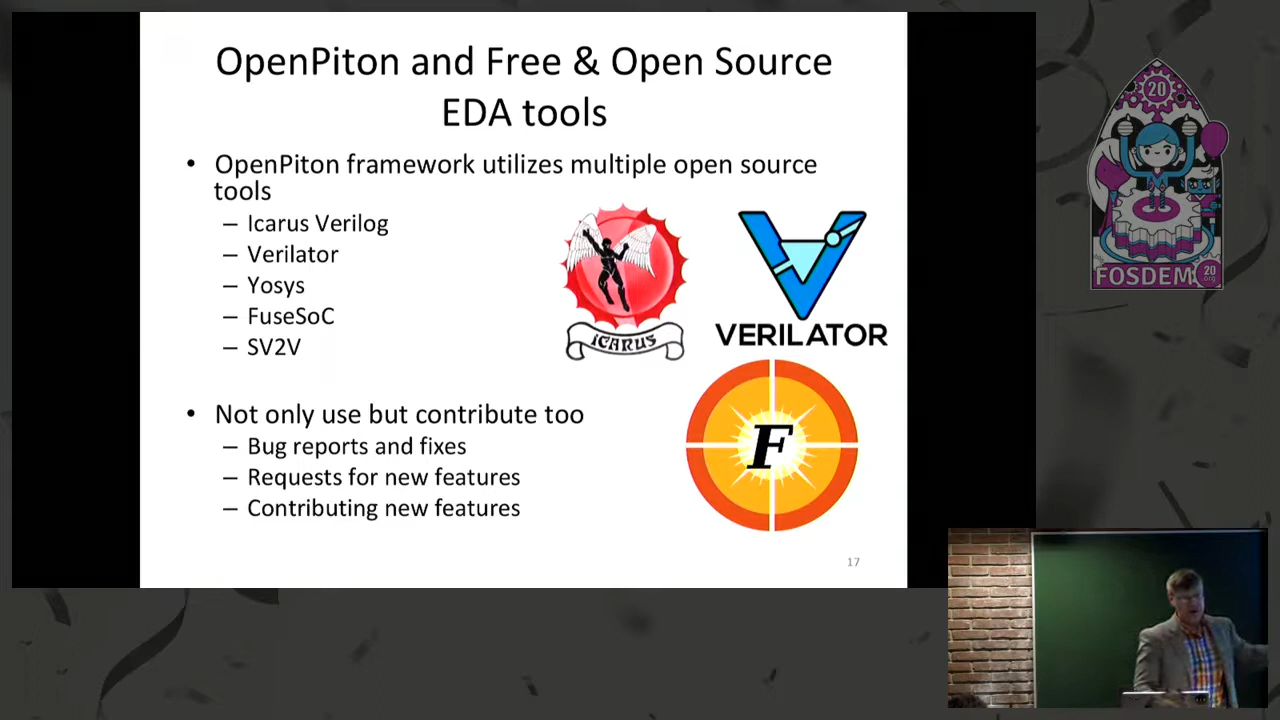 OpenPiton and Free & Open Source
EDA tools
• OpenPiton framework utilizes multiple open source
tools
– Icarus Verilog
– Verilator
– Yosys
– FuseSoC
– SV2V
ICARUS
VERILATOR
• Not only use but contribute too
– Bug reports and fixes
– Requests for new features
– Contributing new features
F
17
20
FOSDEM
20
.org